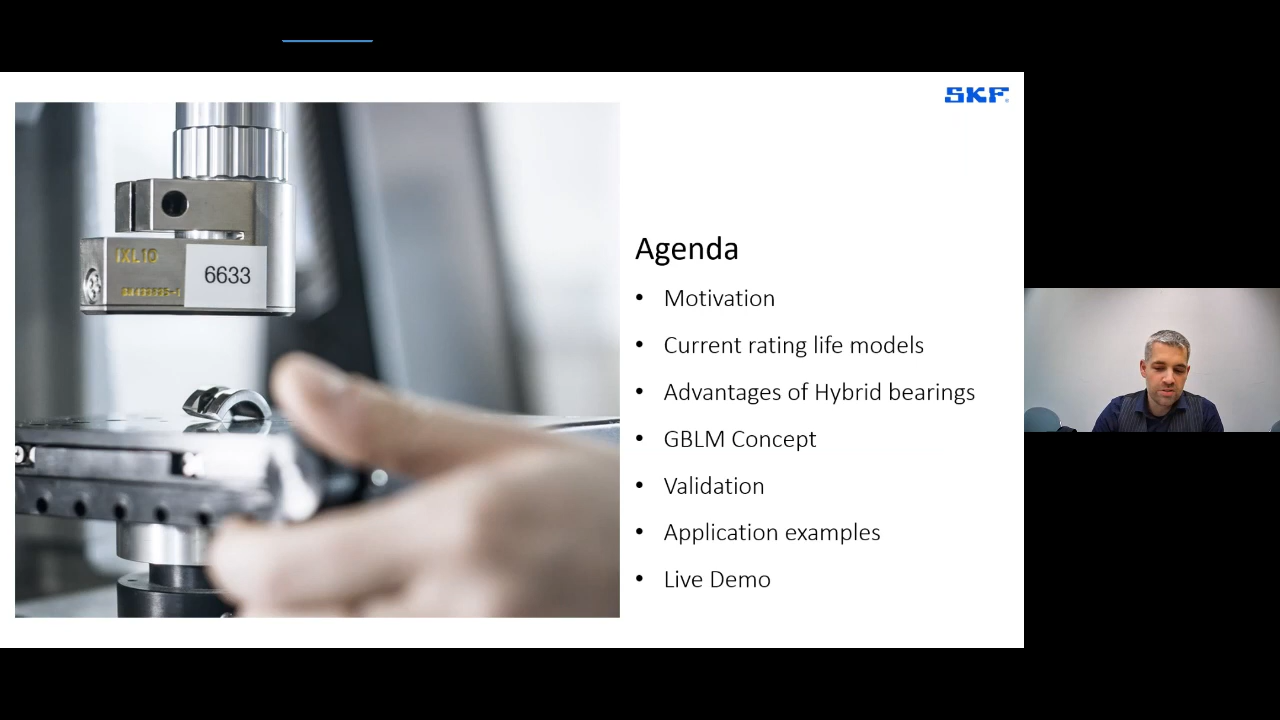 SKF
IXL10
6633
Agenda
• Motivation
• Current rating life models
• Advantages of Hybrid bearings
• GBLM Concept
• Validation
• Application examples
• Live Demo